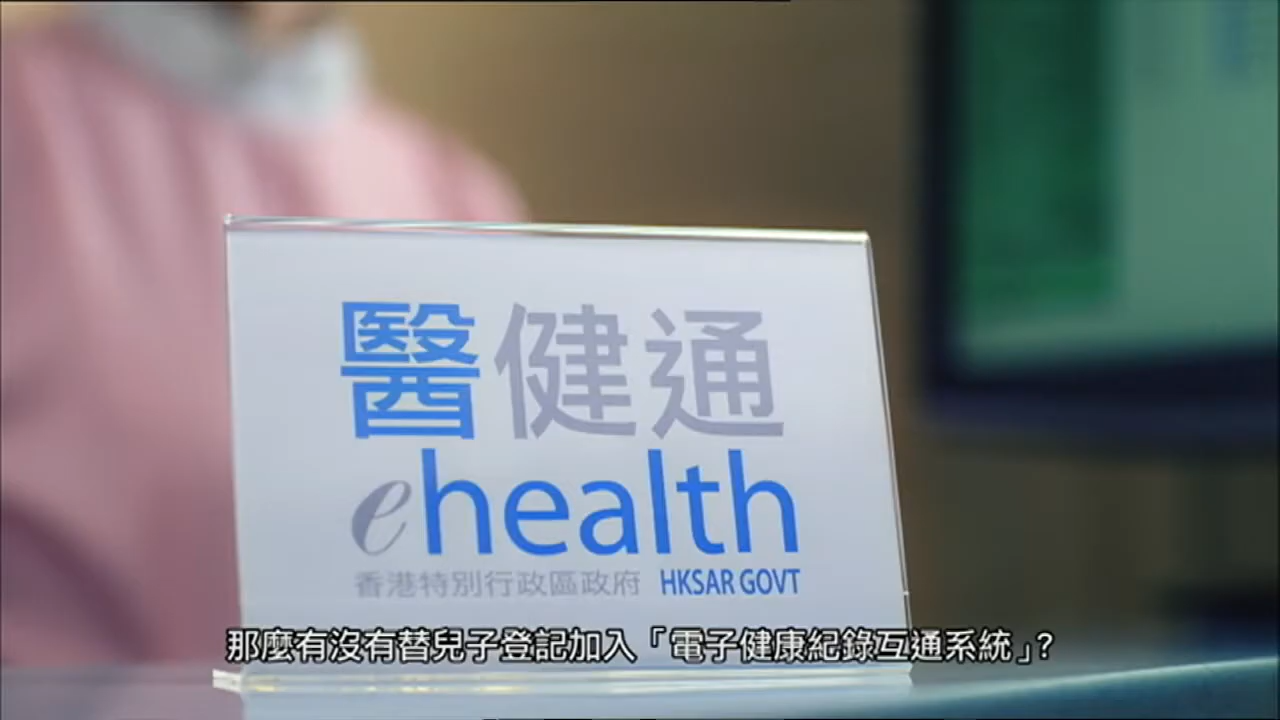 醫健通
ehealth
香港特別行政區政府 HKSAR GOVT
那麼有沒有替兒子登記加入「電子健康紀錄互通系統」?